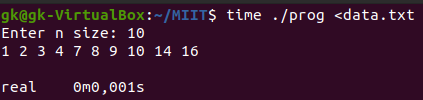 gk@gk-VirtualBox:~/MIIT$ time ./prog <data.txt
Enter n size: 10
1 2 3 4 7 8 9 10 14 16
real 0m0,001s